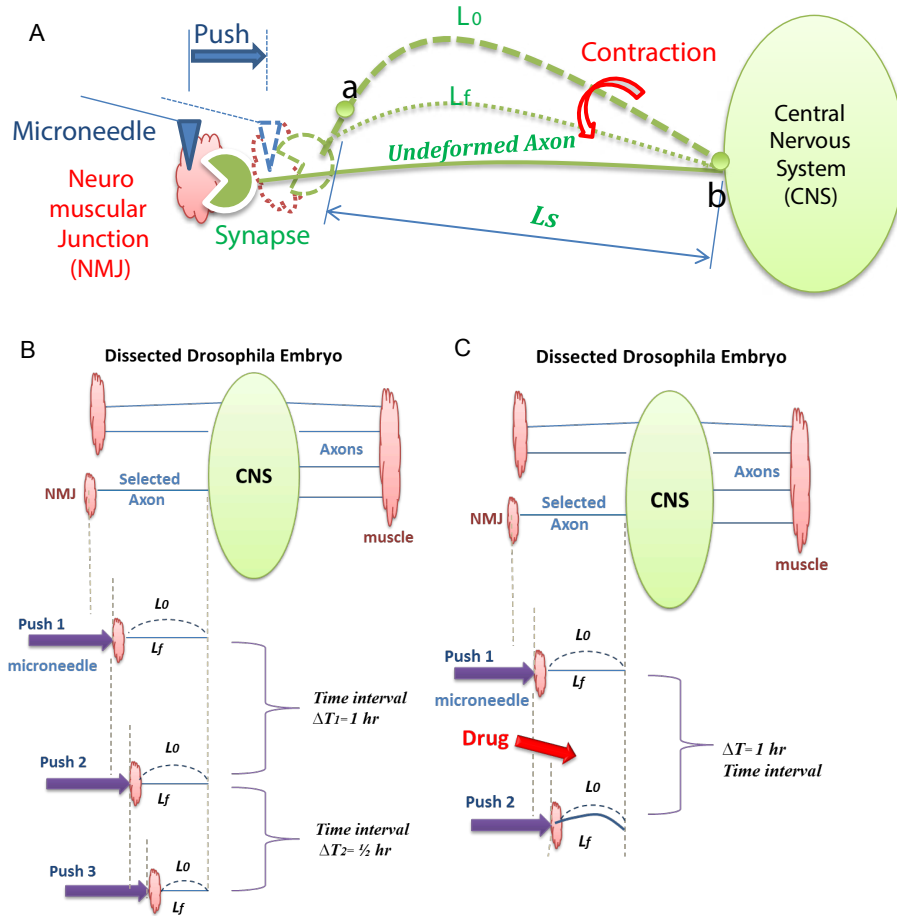 A
Push
L0
a
Contraction
Lf
Microneedle
Undeformed Axon
Central
Nervous
System
(CNS)
Neuro
muscular
Junction
(NMJ)
Synapse
b
Ls
B
Dissected Drosophila Embryo
Axons
CNS
Selected
Axon
NMJ
muscle
L0
Push 1
Lf
microneedle
Time interval
ΔT1= 1 hr
L0
Push 2
Lf
Time interval
ΔT2= ½ hr
L0
Push 3
Lf
C
Dissected Drosophila Embryo
Axons
CNS
Selected
Axon
NMJ
muscle
L0
Push 1
Lf
microneedle
Drug
ΔT= 1 hr
Time interval
L0
Push 2
Lf